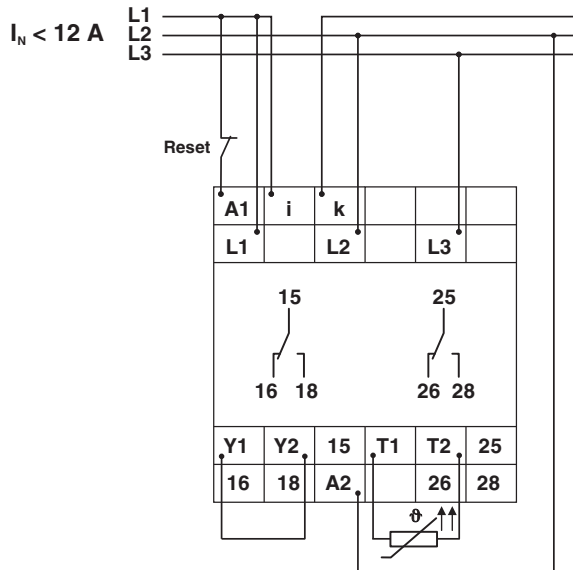 L1
I_N < 12 A L2
L3
Reset
A1 i k
L1 L2 L3
15 25
16 18 26 28
Y1 Y2 15 T1 T2 25
16 18 A2 26 28
ϑ